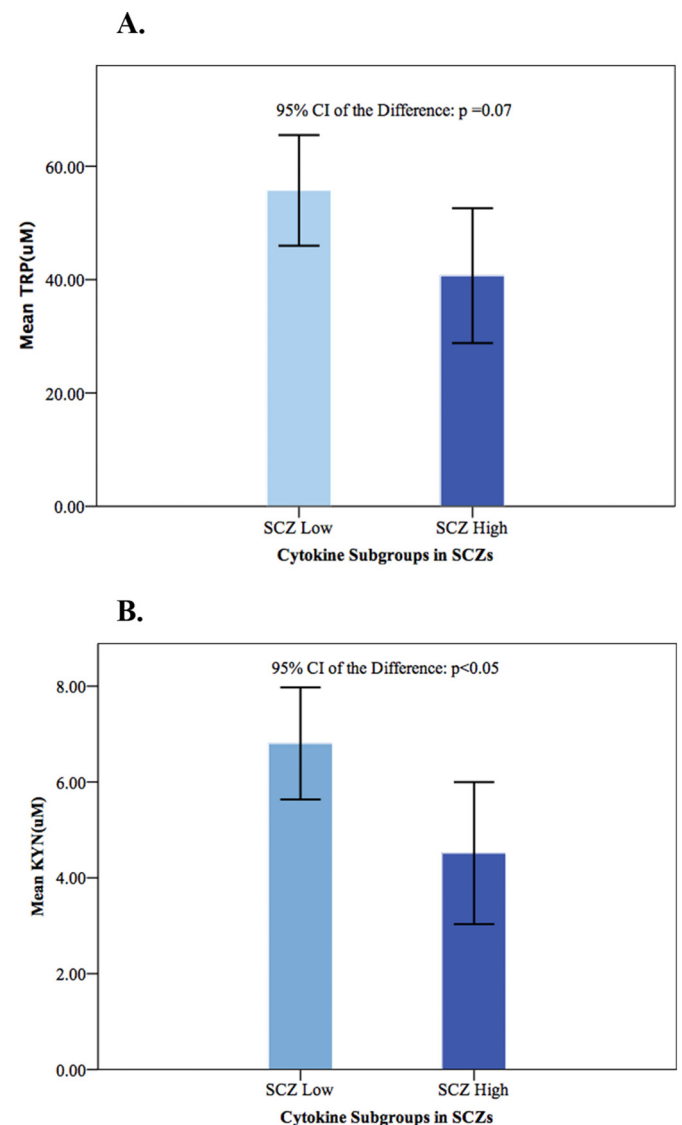 A.
95% CI of the Difference: p =0.07
Mean TRP(uM)
60.00
40.00
20.00
0.00
SCZ Low SCZ High
Cytokine Subgroups in SCZs
B.
95% CI of the Difference: p<0.05
Mean KYN(uM)
8.00
6.00
4.00
2.00
0.00
SCZ Low SCZ High
Cytokine Subgroups in SCZs